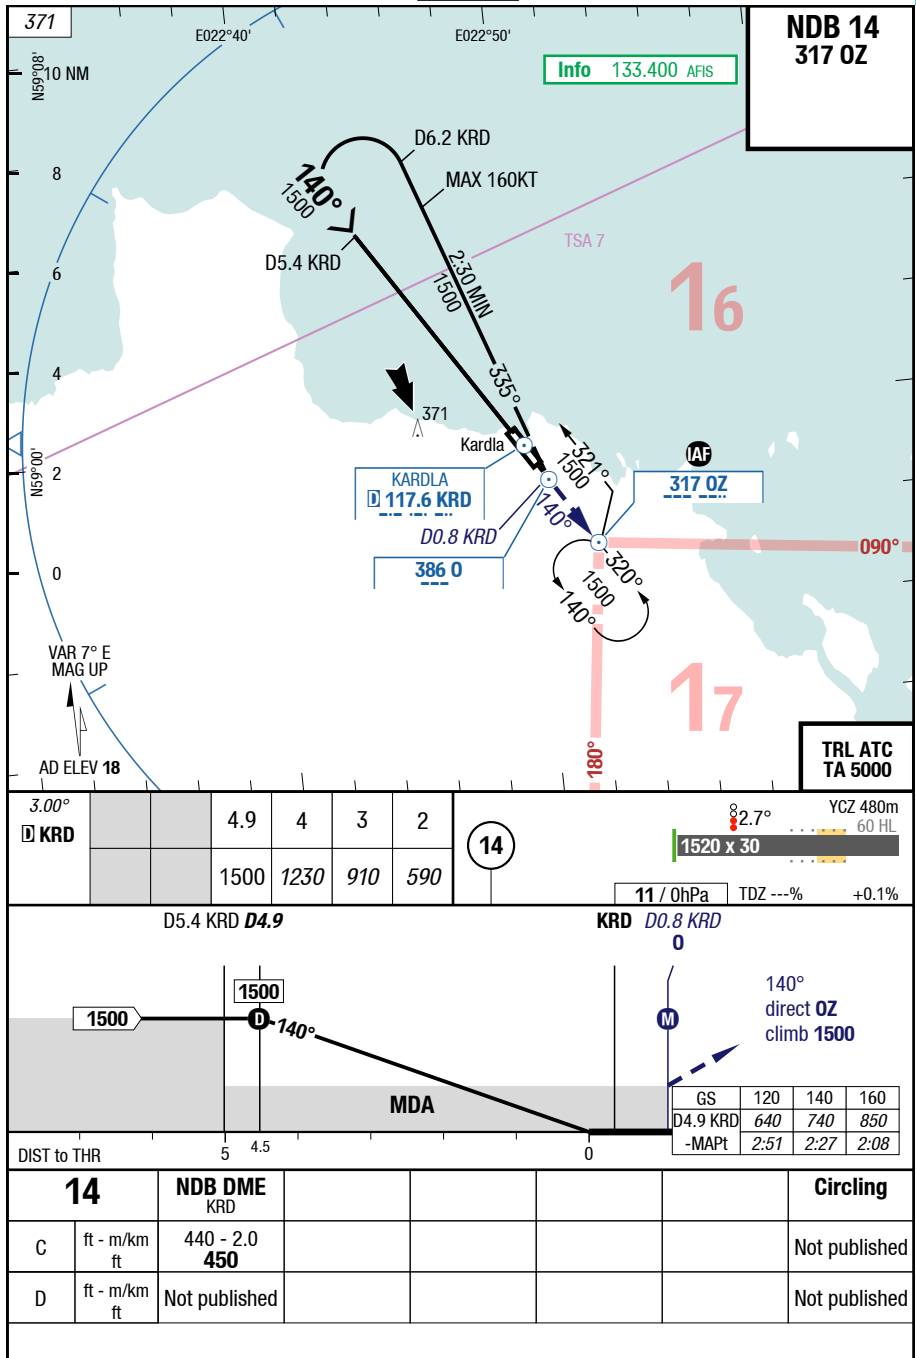 371
E022°40'
E022°50'
NDB 14
317 OZ
N59°08'
10 NM
Info 133.400 AFIS
8
D6.2 KRD
MAX 160KT
140°
1500
TSA 7
D5.4 KRD
6
2:30 MIN
1500
16
4
335°
371
Kardla
321°
1500
IAF
N59°00'
2
KARDLA
D 117.6 KRD
317 OZ
D0.8 KRD
140°
090°
386 O
0
320°
1500
140°
VAR 7° E
MAG UP
17
AD ELEV 18
180°
TRL ATC
TA 5000
3.00°
D KRD
4.9 4 3 2
1500 1230 910 590
14
2.7°
YCZ 480m
60 HL
1520 x 30
11 / 0hPa
TDZ ---%
+0.1%
D5.4 KRD D4.9
KRD D0.8 KRD
O
1500
1500
D
140°
M
140°
direct OZ
climb 1500
MDA
GS 120 140 160
D4.9 KRD 640 740 850
-MAPt 2:51 2:27 2:08
DIST to THR
5
4.5
0
14
NDB DME
KRD
Circling
C
ft - m/km
ft
440 - 2.0
450
Not published
D
ft - m/km
ft
Not published
Not published